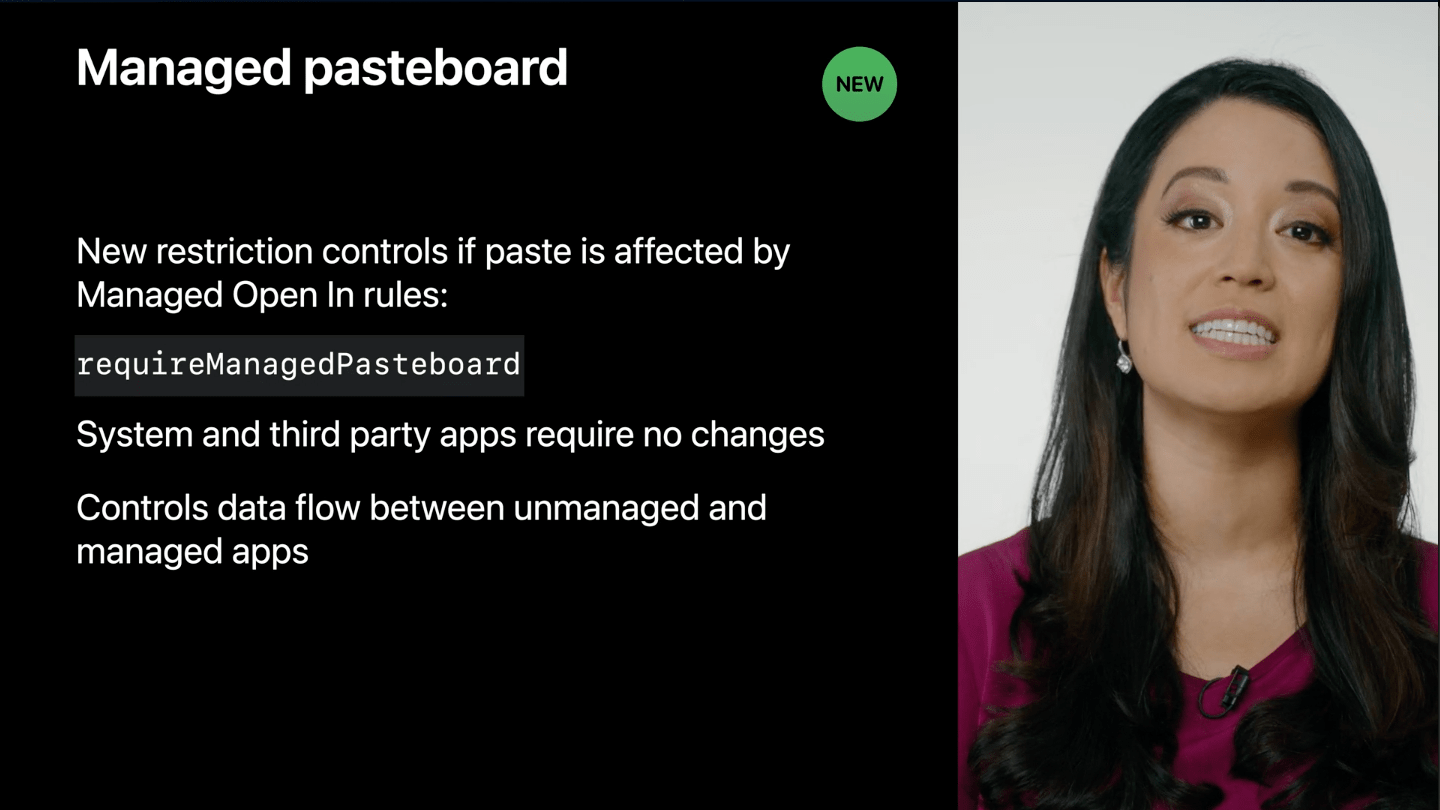 Managed pasteboard
NEW
New restriction controls if paste is affected by
Managed Open In rules:
requireManagedPasteboard
System and third party apps require no changes
Controls data flow between unmanaged and
managed apps